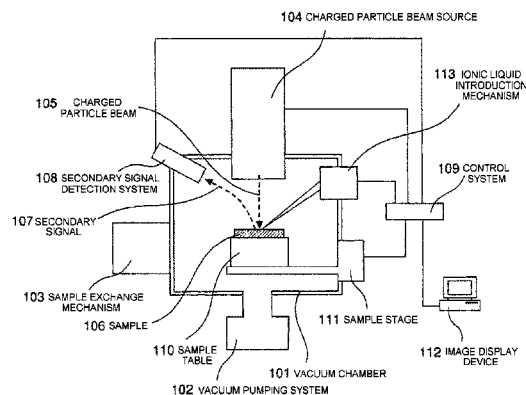 104 CHARGED PARTICLE BEAM SOURCE
113 IONIC LIQUID
INTRODUCTION
MECHANISM
105 CHARGED
PARTICLE BEAM
108 SECONDARY SIGNAL
DETECTION SYSTEM
109 CONTROL
SYSTEM
107 SECONDARY
SIGNAL
103 SAMPLE EXCHANGE
MECHANISM
106 SAMPLE
111 SAMPLE STAGE
110 SAMPLE
TABLE
101 VACUUM CHAMBER
112 IMAGE DISPLAY
DEVICE
102 VACUUM PUMPING SYSTEM